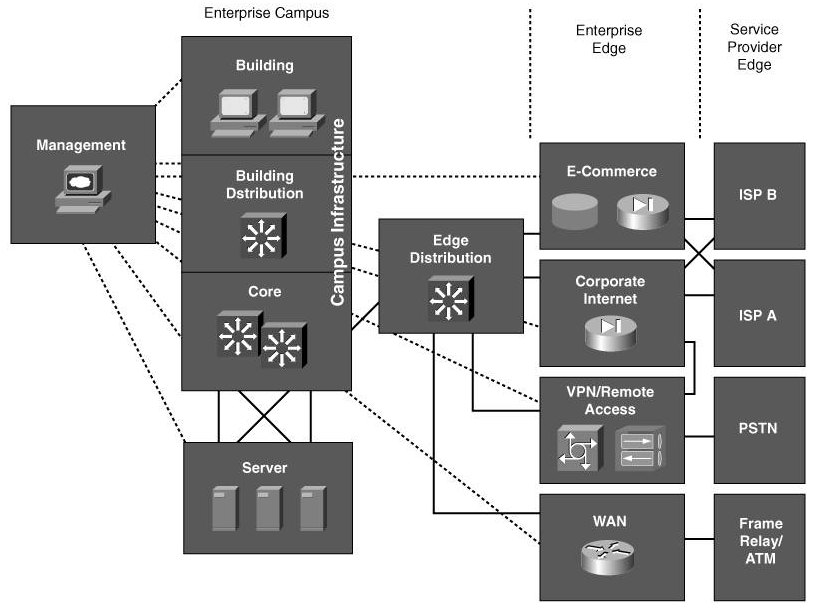 Enterprise Campus
Enterprise
Edge
Service
Provider
Edge
Management
Building
Building
Dstribution
Core
Campus Infrastructure
Server
Edge
Distribution
E-Commerce
Corporate
Internet
VPN/Remote
Access
WAN
ISP B
ISP A
PSTN
Frame
Relay/
ATM